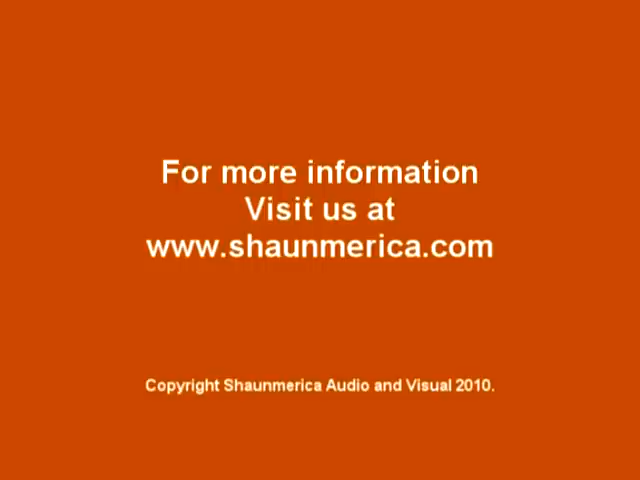 For more information
Visit us at
www.shaunmerica.com
Copyright Shaunmerica Audio and Visual 2010.